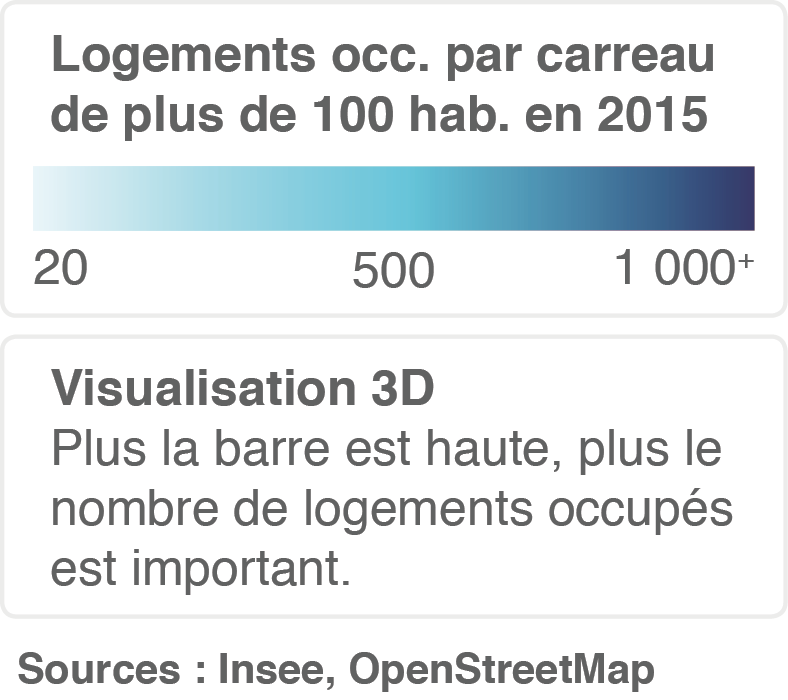 Logements occ. par carreau
de plus de 100 hab. en 2015
20 500 1 000+
Visualisation 3D
Plus la barre est haute, plus le
nombre de logements occupés
est important.
Sources : Insee, OpenStreetMap